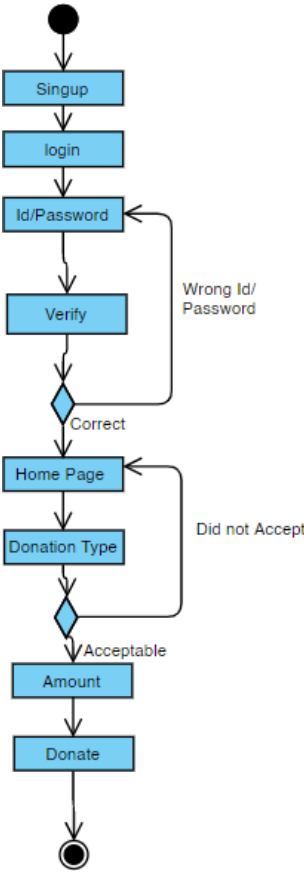 Singup
login
Id/Password
Wrong Id/
Password
Verify
Correct
Home Page
Did not Accept
Donation Type
Acceptable
Amount
Donate